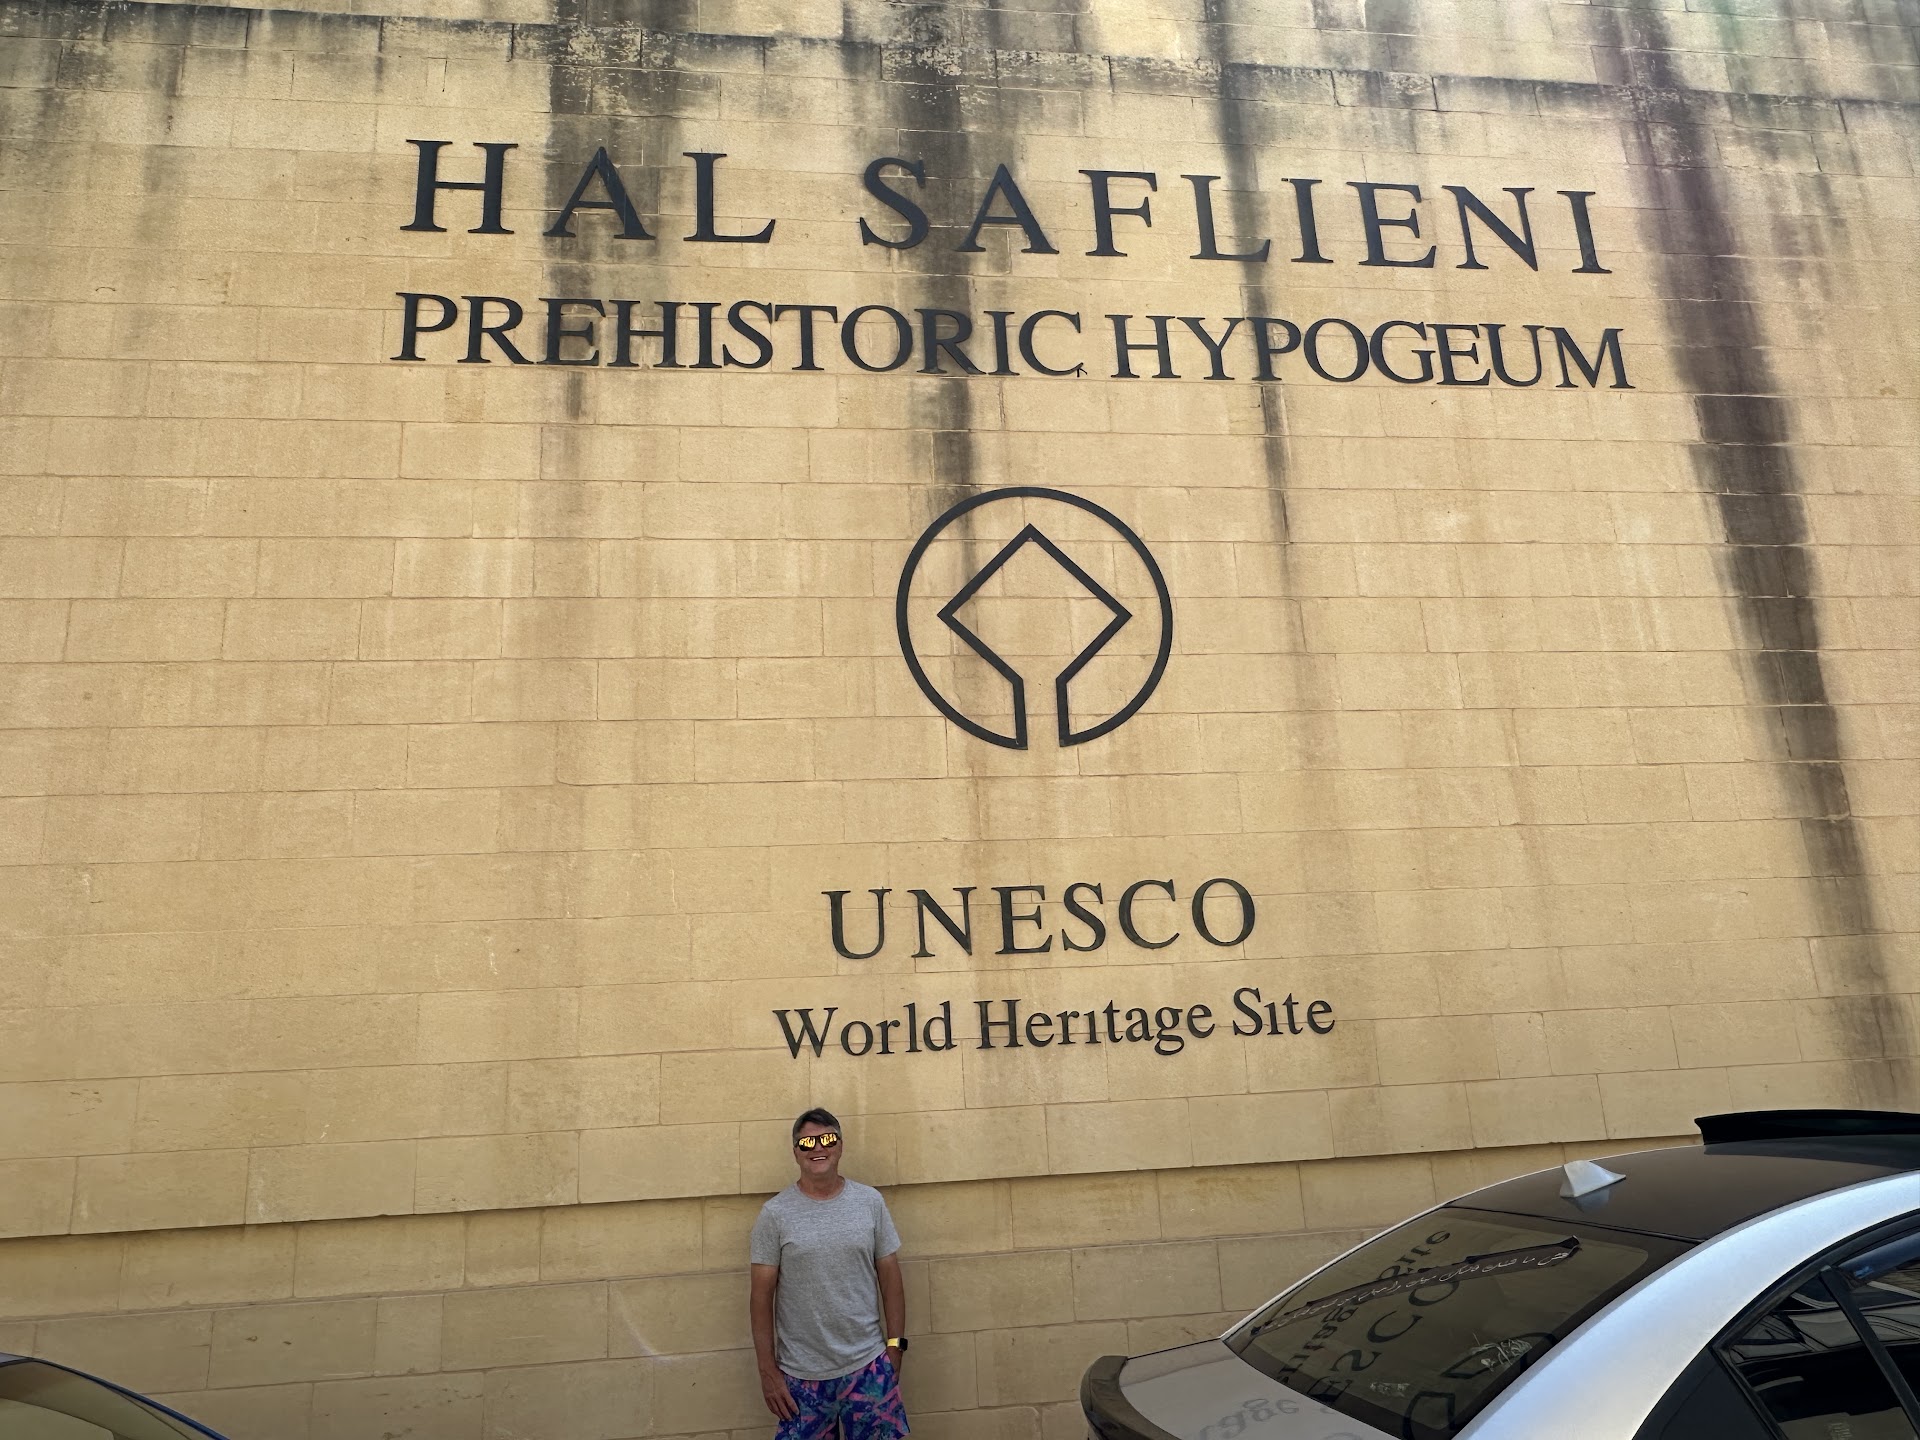 HAL SAFLIENI
PREHISTORIC HYPOGEUM
UNESCO
World Heritage Site